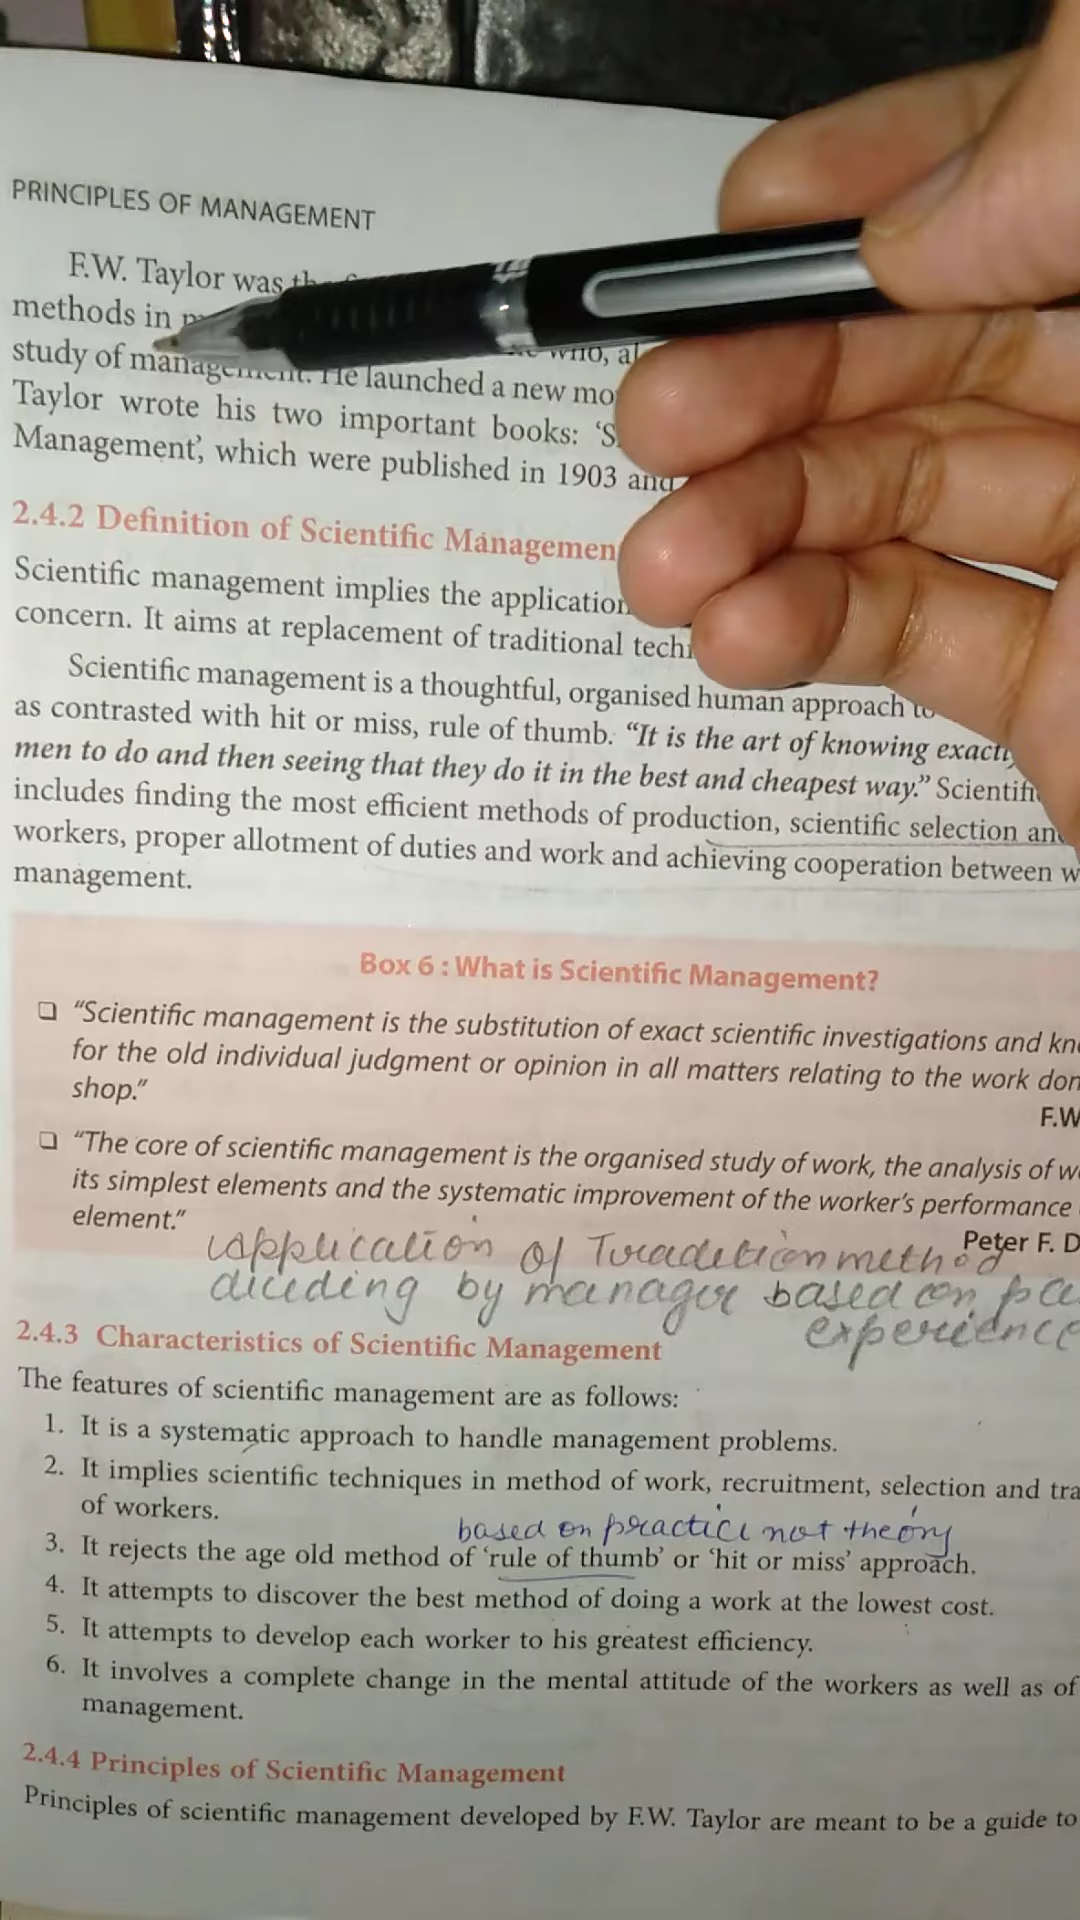 PRINCIPLES OF MANAGEMENT
F.W. Taylor was
methods in
study of management. He launched a new
Taylor wrote his two important books:
Management', which were published in 1903 and
2.4.2 Definition of Scientific Management
Scientific management implies the application
concern. It aims at replacement of traditional
Scientific management is a thoughtful, organised human approach to
as contrasted with hit or miss, rule of thumb. “It is the art of knowing exactly
men to do and then seeing that they do it in the best and cheapest way.” Scientific
includes finding the most efficient methods of production, scientific selection and
workers, proper allotment of duties and work and achieving cooperation between
management.
Box 6 : What is Scientific Management?
❑ “Scientific management is the substitution of exact scientific investigations and
for the old individual judgment or opinion in all matters relating to the work
shop.”
F.W
❑ “The core of scientific management is the organised study of work, the analysis of
its simplest elements and the systematic improvement of the worker's performance
element.”
Peter F. D
application of Tradetion method
dieeding by manager based on
experience
2.4.3 Characteristics of Scientific Management
The features of scientific management are as follows:
1. It is a systematic approach to handle management problems.
2. It implies scientific techniques in method of work, recruitment, selection and
of workers.
based on practice not theory
3. It rejects the age old method of ‘rule of thumb’ or ‘hit or miss’ approach.
4. It attempts to discover the best method of doing a work at the lowest cost.
5. It attempts to develop each worker to his greatest efficiency.
6. It involves a complete change in the mental attitude of the workers as well as of
management.
2.4.4 Principles of Scientific Management
Principles of scientific management developed by F.W. Taylor are meant to be a guide to